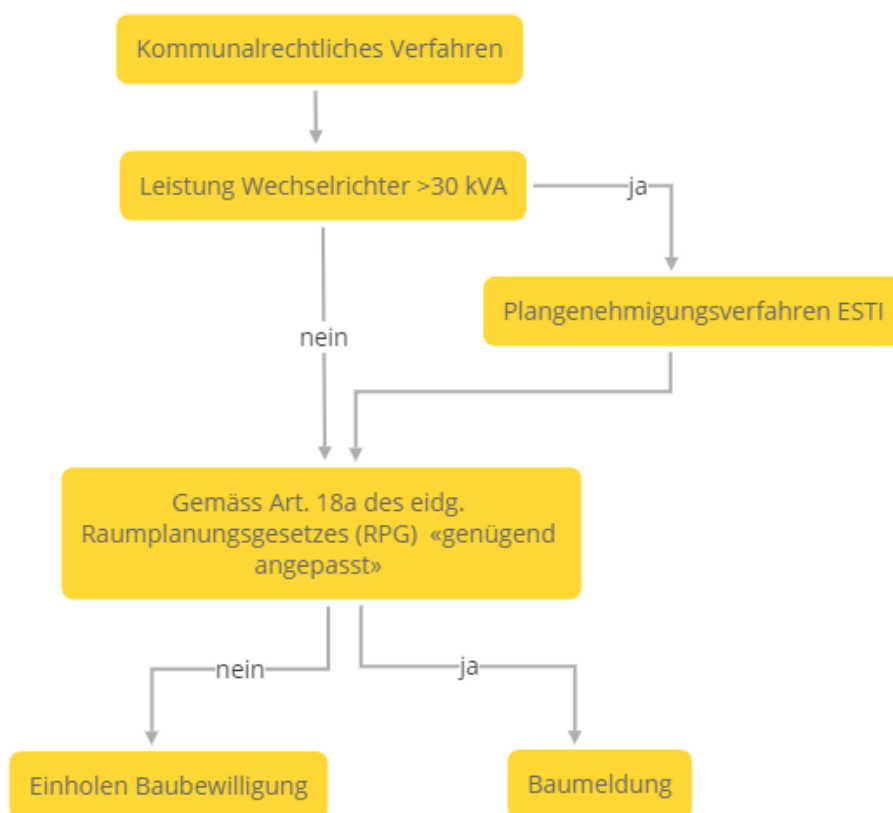 Kommunalrechtliches Verfahren
Leistung Wechselrichter >30 kVA
ja
Plangenehmigungsverfahren ESTI
nein
Gemäss Art. 18a des eidg.
Raumplanungsgesetzes (RPG) «genügend
angepasst»
nein
ja
Einholen Baubewilligung
Baumeldung